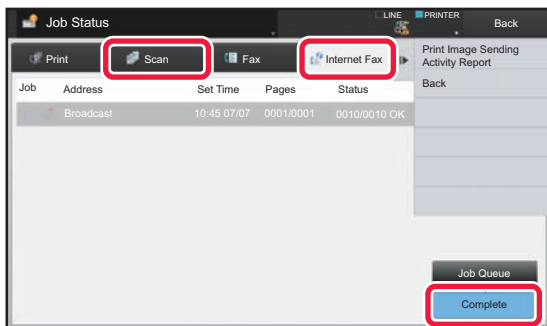 Job Status
LINE
PRINTER
Back
Print
Scan
Fax
Internet Fax
Print Image Sending
Activity Report
Back
Job Address Set Time Pages Status
Broadcast 10:45 07/07 0001/0001 0010/0010 OK
Job Queue
Complete